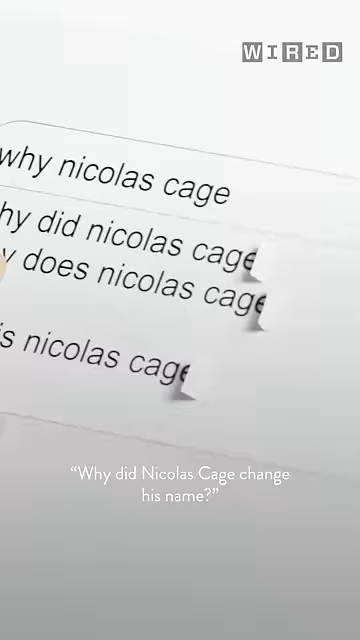 WIRED
why nicolas cage
hy did nicolas cage
y does nicolas cage
is nicolas cage
“Why did Nicolas Cage change
his name?”